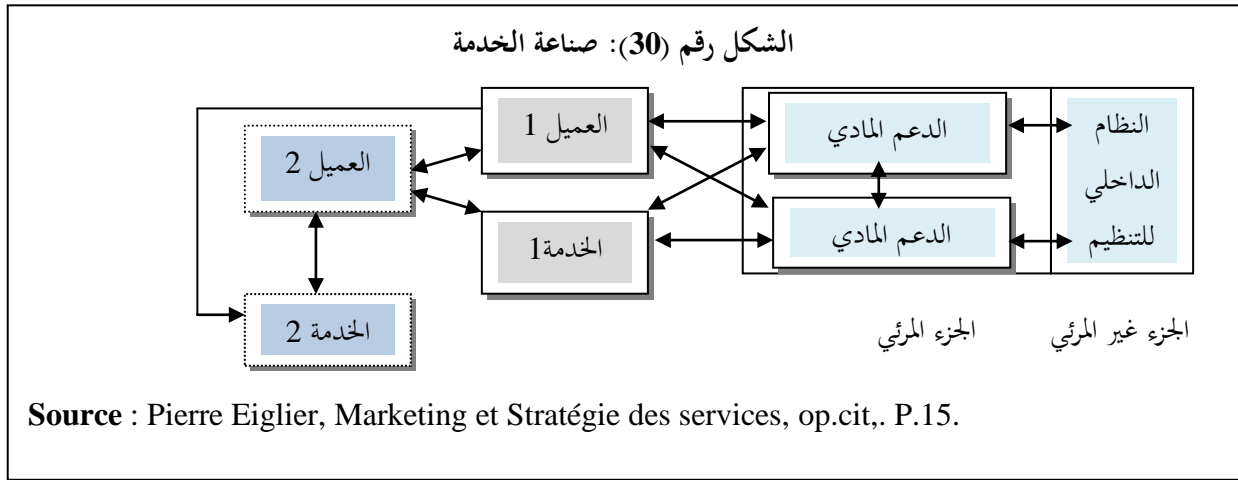 الشكل رقم (30): صناعة الخدمة
النظام
الداخلي
للتنظيم
الدعم المادي
الدعم المادي
العميل 1
الخدمة1
العميل 2
الخدمة 2
الجزء غير المرئي
الجزء المرئي
Source : Pierre Eiglier, Marketing et Stratégie des services, op.cit,. P.15.